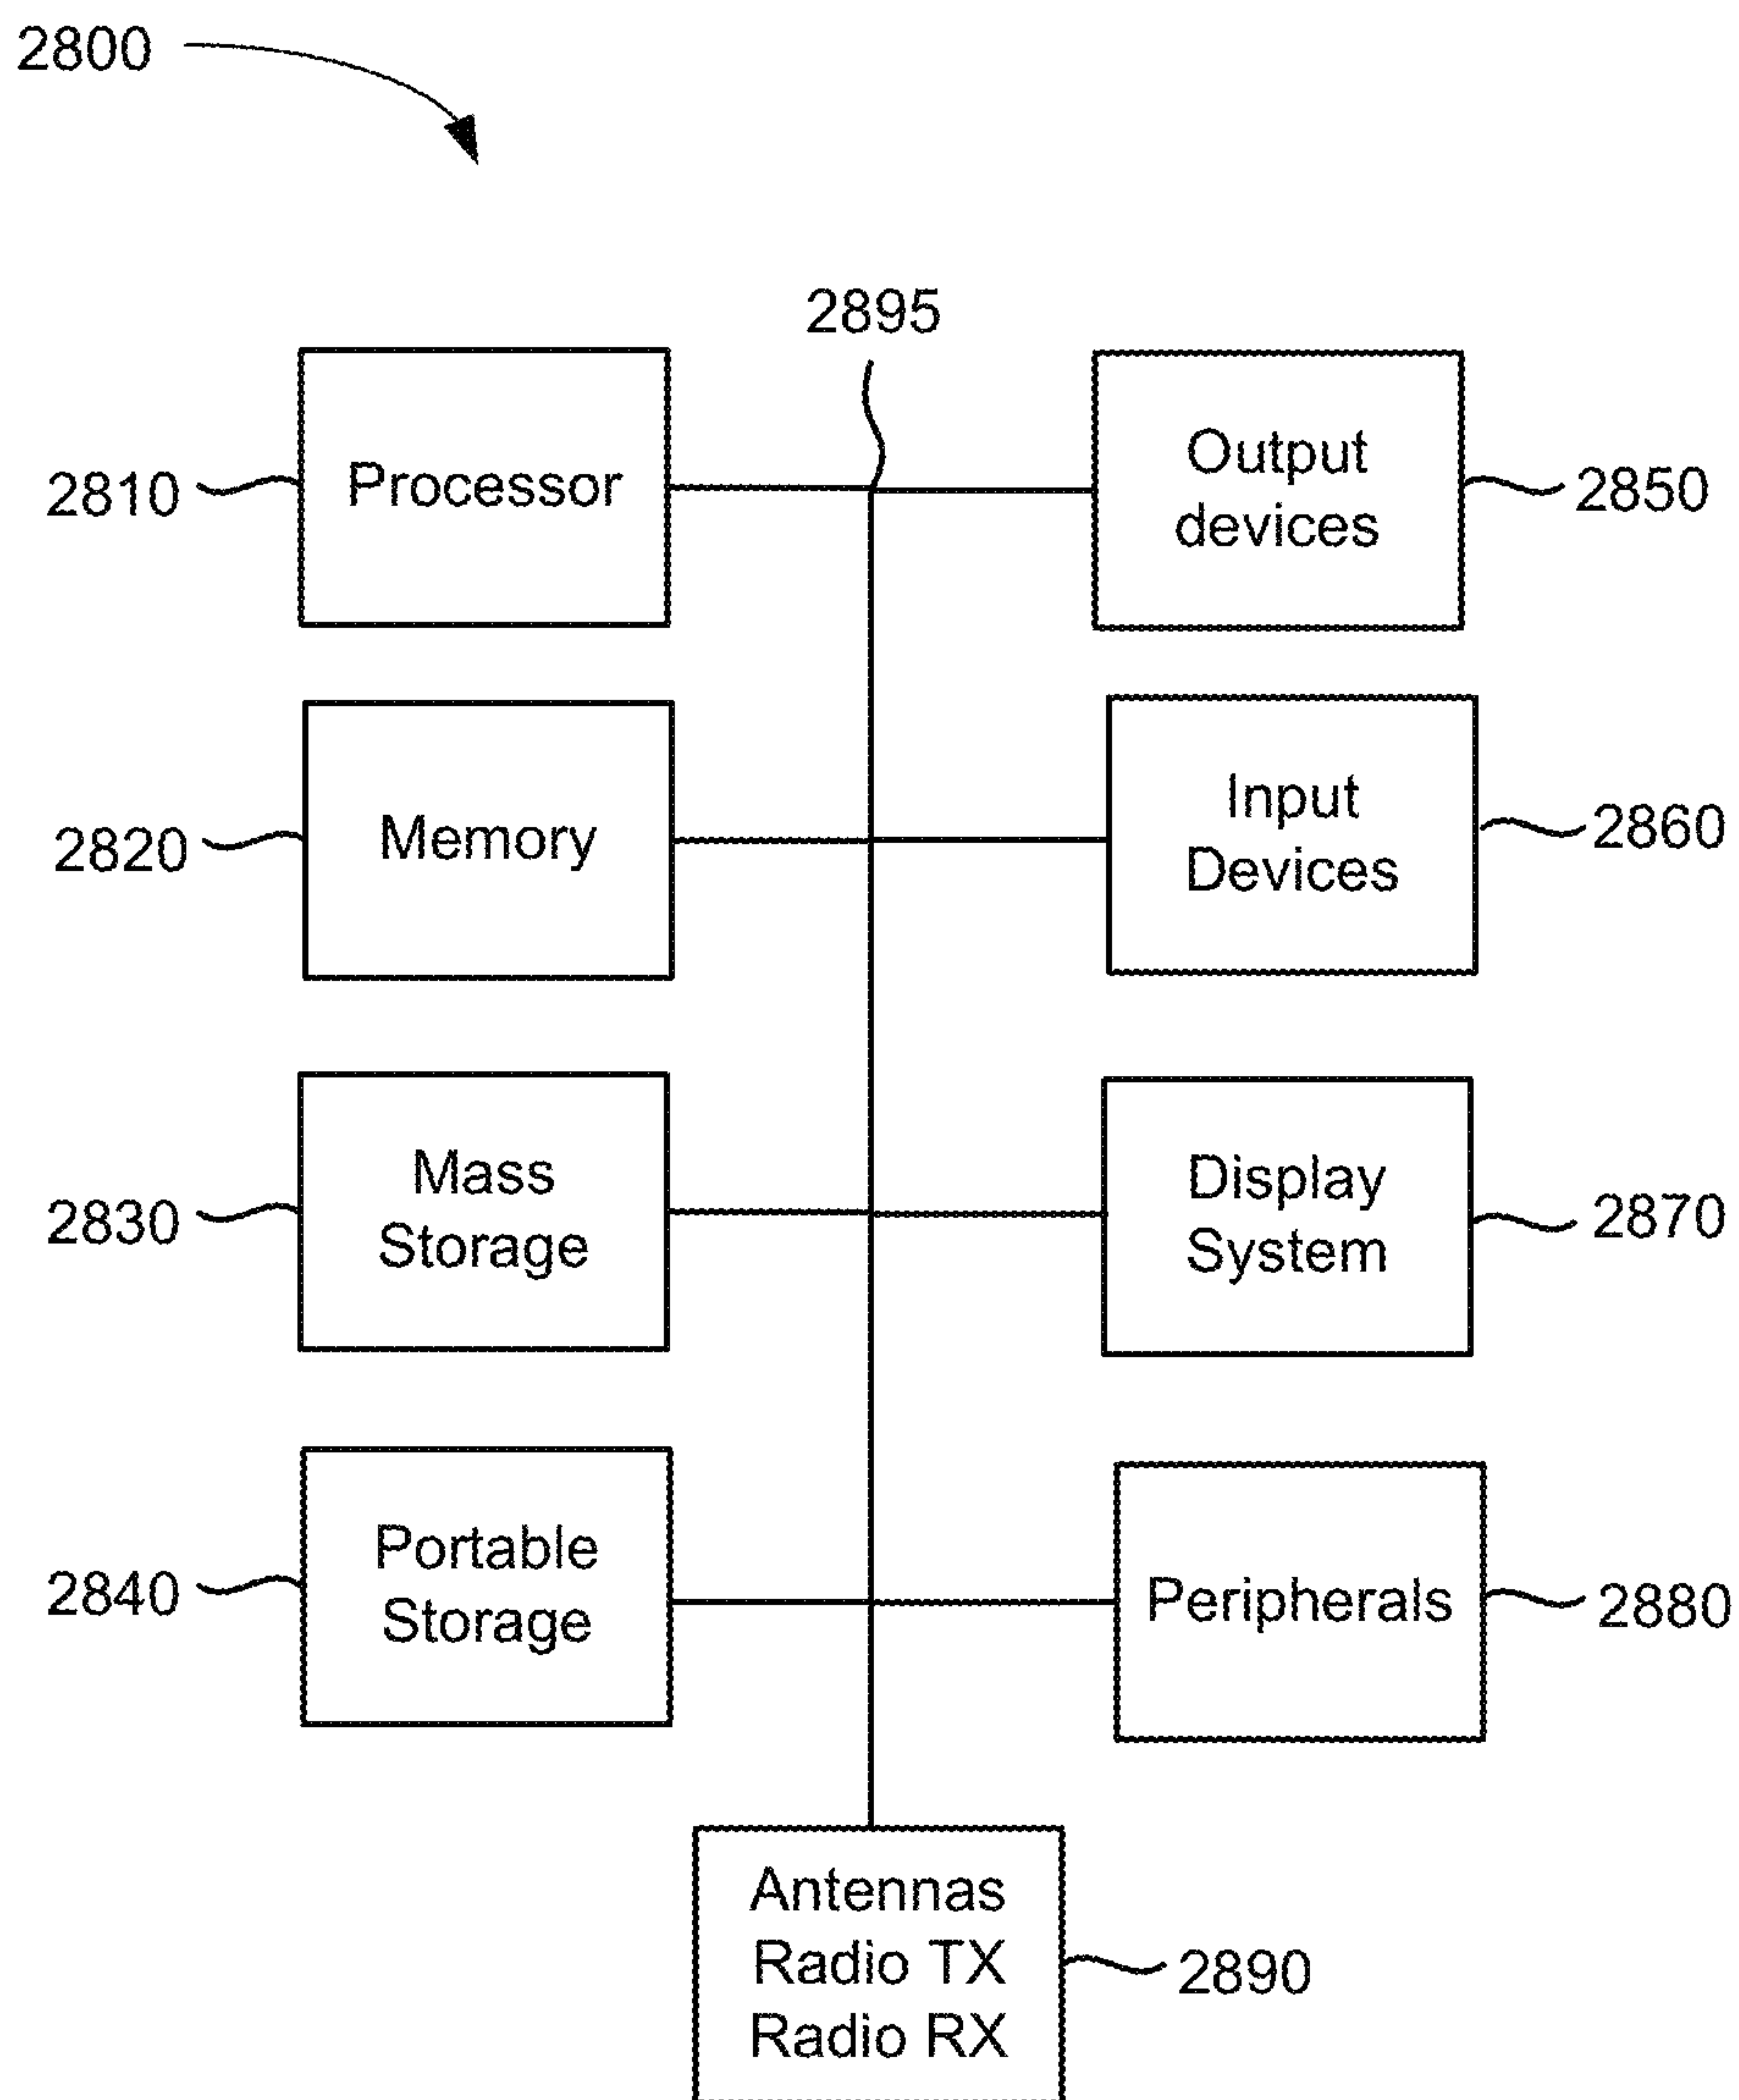 2800
2895
2810
Processor
Output
devices
2850
2820
Memory
Input
Devices
2860
2830
Mass
Storage
Display
System
2870
2840
Portable
Storage
Peripherals
2880
Antennas
Radio TX
Radio RX
2890